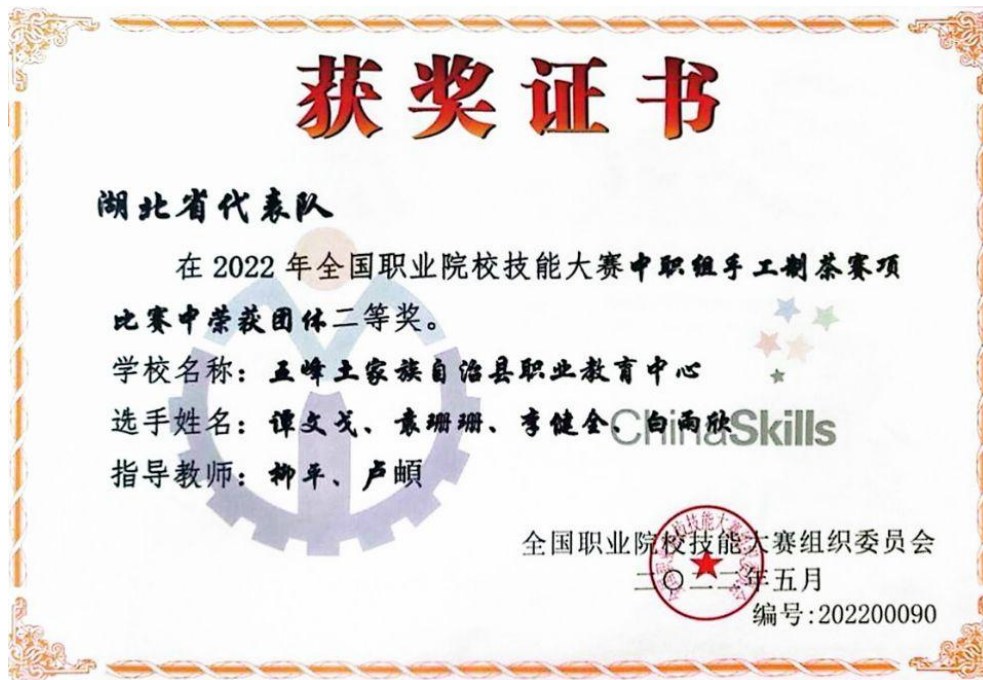 获奖证书
湖北省代表队
在 2022 年全国职业院校技能大赛中职组手工制茶赛项
比赛中荣获团体二等奖。
学校名称：五峰土家族自治县职业教育中心
选手姓名：谭文戈、袁珊珊、李健全、白雨欣
ChinaSkills
指导教师：柳平、卢頔
全国职业院校技能大赛组织委员会
二〇二二年五月
编号:202200090